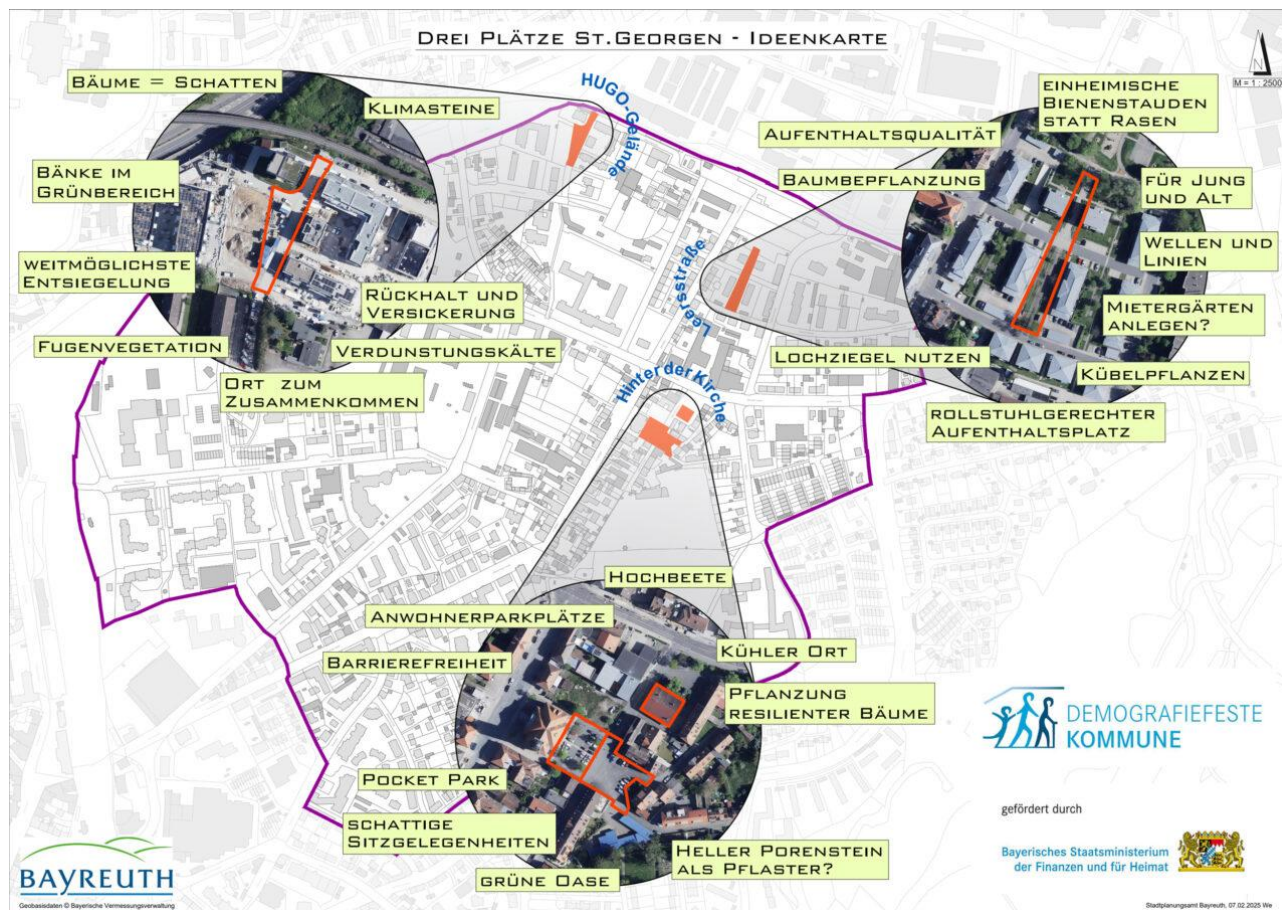 Drei Plätze St.Georgen - Ideenkarte
N
M = 1 : 2500
HUGO-Gelände
Bäume = Schatten
Klimasteine
Bänke im
Grünbereich
weitmöglichste
Entsiegelung
Rückhalt und
Versickerung
Fugenvegetation
Verdunstungskälte
Ort zum
Zusammenkommen
Leersstraße
einheimische
Bienenstauden
statt Rasen
Aufenthaltsqualität
Baumbepflanzung
für Jung
und Alt
Wellen und
Linien
Mietergärten
anlegen?
Lochziegel nutzen
Kübelpflanzen
rollstuhlgerechter
Aufenthaltsplatz
Hinter der Kirche
Hochbeete
Anwohnerparkplätze
Kühler Ort
Barrierefreiheit
Pflanzung
resilienter Bäume
Pocket Park
schattige
Sitzgelegenheiten
Heller Porenstein
als Pflaster?
grüne Oase
DEMOGRAFIEFESTE
KOMMUNE
gefördert durch
Bayerisches Staatsministerium
der Finanzen und für Heimat
BAYREUTH
Geobasisdaten © Bayerische Vermessungsverwaltung
Stadtplanungsamt Bayreuth, 07.02.2025 We